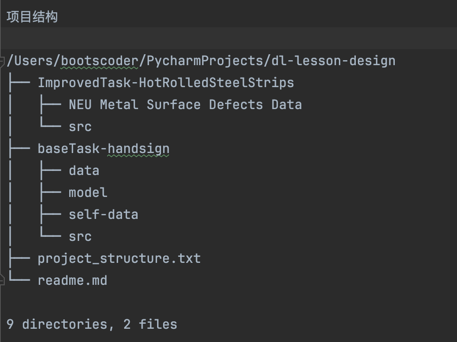 项目结构
/Users/bootscoder/PycharmProjects/dl-lesson-design
├── ImprovedTask-HotRolledSteelStrips
│   ├── NEU Metal Surface Defects Data
│   └── src
├── baseTask-handsign
│   ├── data
│   ├── model
│   ├── self-data
│   └── src
├── project_structure.txt
└── readme.md
9 directories, 2 files